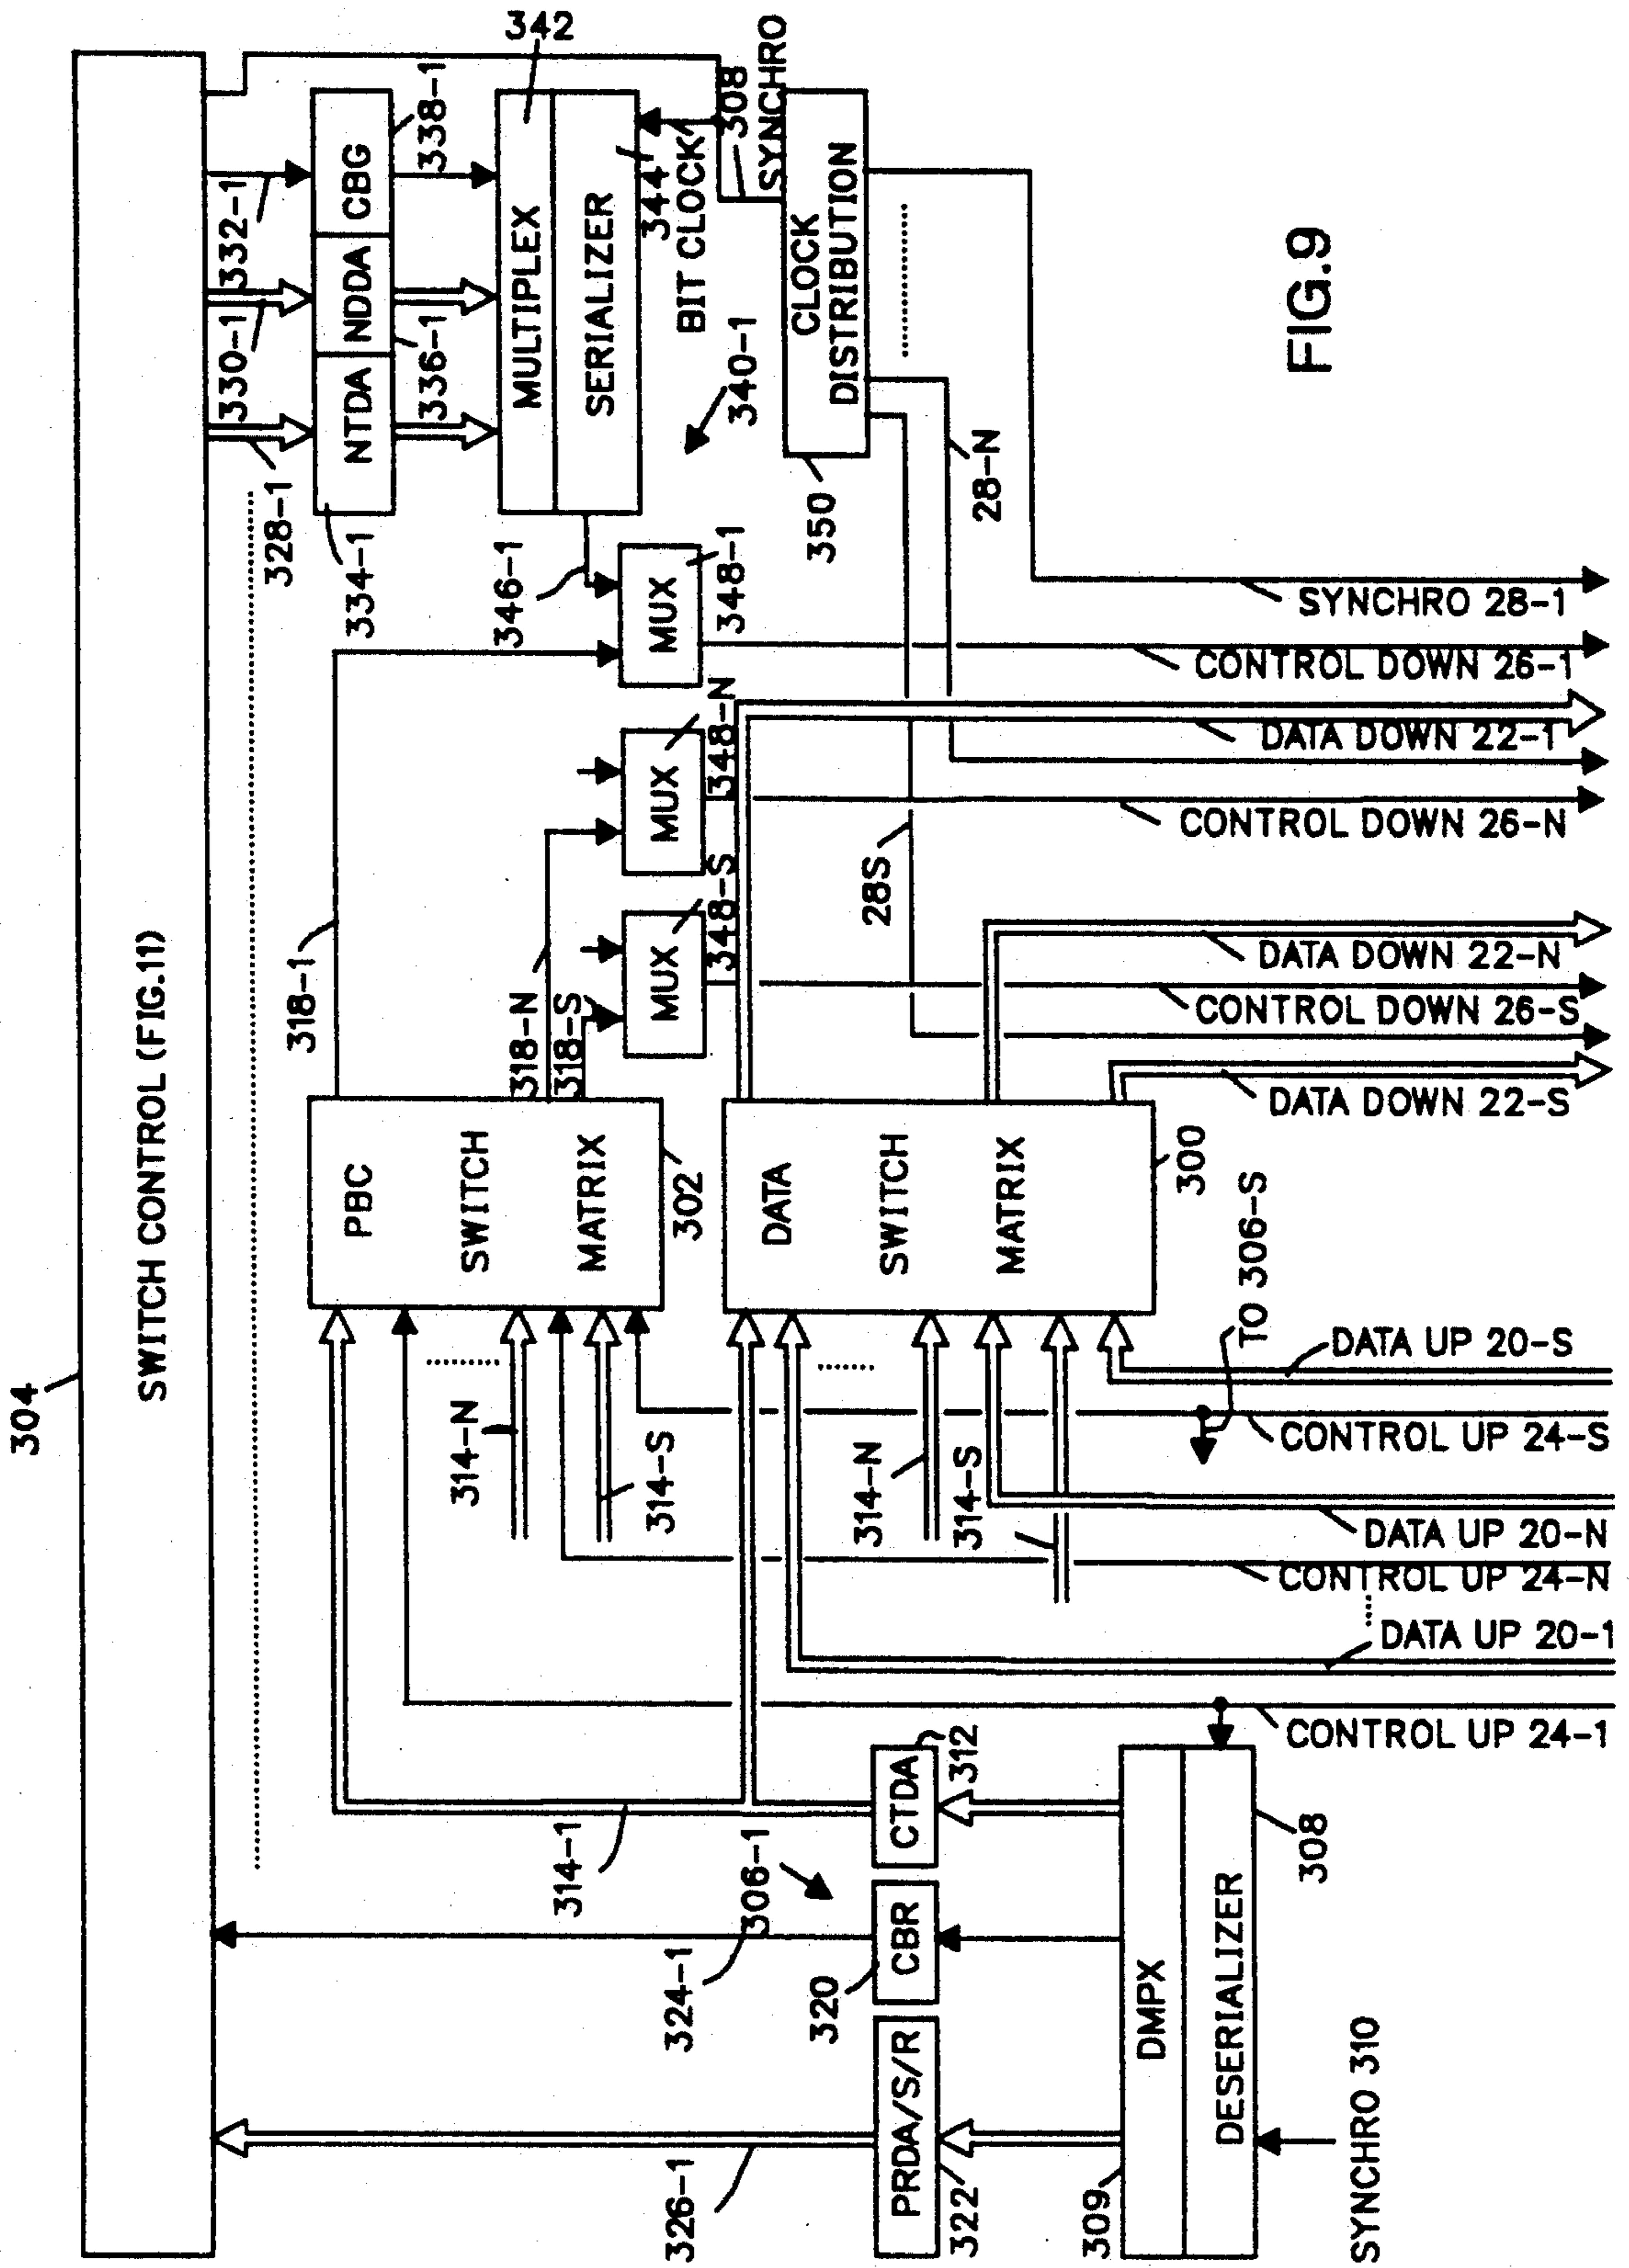 304
SWITCH CONTROL (FIG.11)
326-1
324-1
306-1
314-1
PRDA/S/R
322
320
CBR
CTDA
312
309
DMPX
DESERIALIZER
308
SYNCHRO 310
314-N
314-S
314-N
314-S
PBC
SWITCH
MATRIX
302
DATA
SWITCH
MATRIX
300
TO 306-S
318-1
318-N
318-S
MUX
348-S
MUX
348-N
MUX
348-1
346-1
328-1
330-1
332-1
334-1
NTDA
NDDA
CBG
336-1
338-1
342
MULTIPLEX
SERIALIZER
344
BIT CLOCK
340-1
308
SYNCHRO
CLOCK
DISTRIBUTION
350
28-N
28S
CONTROL UP 24-1
DATA UP 20-1
CONTROL UP 24-N
DATA UP 20-N
CONTROL UP 24-S
DATA UP 20-S
DATA DOWN 22-S
CONTROL DOWN 26-S
DATA DOWN 22-N
CONTROL DOWN 26-N
DATA DOWN 22-1
CONTROL DOWN 26-1
SYNCHRO 28-1
FIG.9